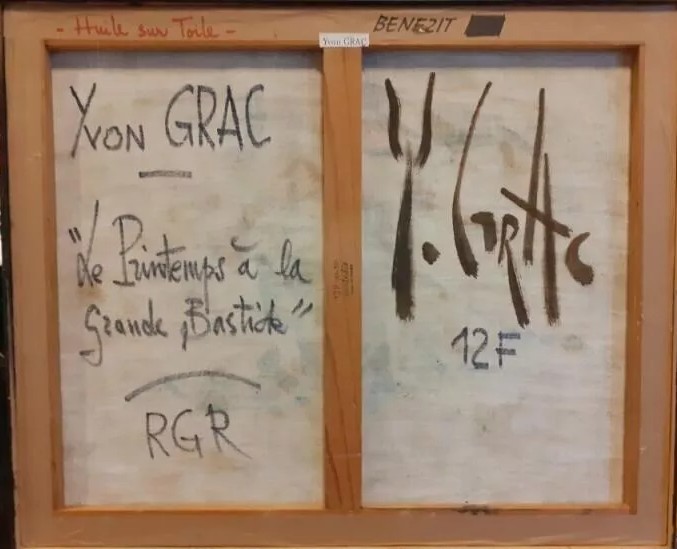 - Huile sur Toile -
BENEZIT
Yvon GRAC
Yvon GRAC
"Le Printemps à la
Grande Bastide"
RGR
Y. GRAC
12F